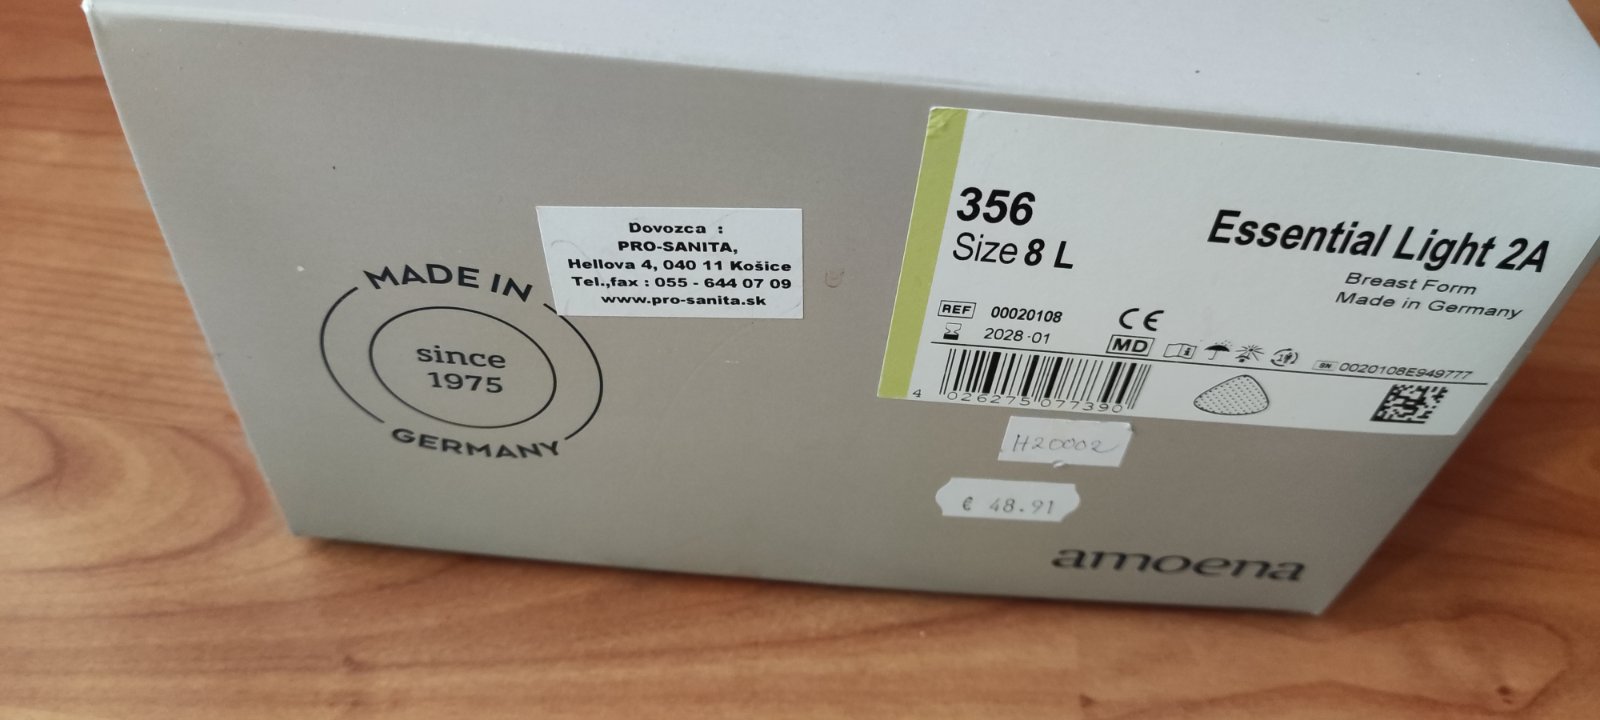 MADE IN
since
1975
GERMANY
Dovozca :
PRO-SANITA,
Hellova 4, 040 11 Košice
Tel.,fax : 055 - 644 07 09
www.pro-sanita.sk
356
Size 8 L
Essential Light 2A
Breast Form
Made in Germany
REF 00020108
2028-01
CE
MD
SN 0020108E949777
4 026275 077390
H20002
€ 48.91
amoena